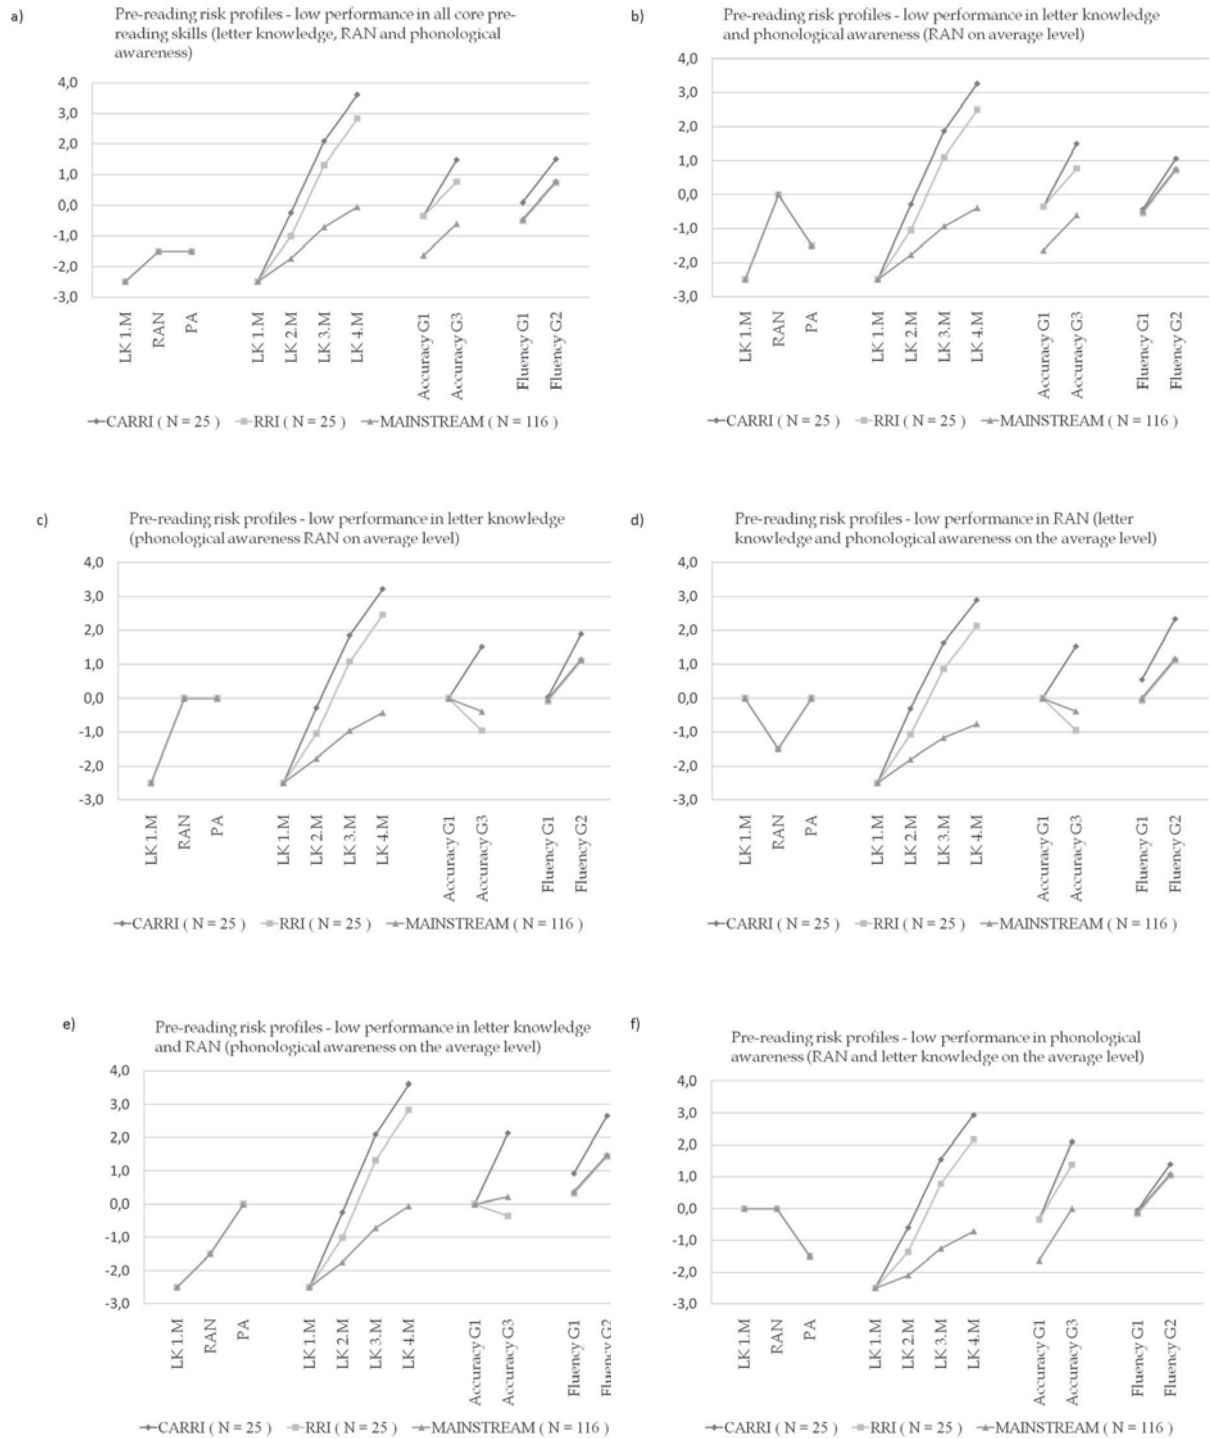 a)
Pre-reading risk profiles - low performance in all core pre-
reading skills (letter knowledge, RAN and phonological
awareness)
4,0
3,0
2,0
1,0
0,0
-1,0
-2,0
-3,0
LK 1.M
RAN
PA
LK 1.M
LK 2.M
LK 3.M
LK 4.M
Accuracy G1
Accuracy G3
Fluency G1
Fluency G2
CARRI ( N = 25 ) RRI ( N = 25 ) MAINSTREAM ( N = 116 )
b)
Pre-reading risk profiles - low performance in letter knowledge
and phonological awareness (RAN on average level)
4,0
3,0
2,0
1,0
0,0
-1,0
-2,0
-3,0
LK 1.M
RAN
PA
LK 1.M
LK 2.M
LK 3.M
LK 4.M
Accuracy G1
Accuracy G3
Fluency G1
Fluency G2
CARRI ( N = 25 ) RRI ( N = 25 ) MAINSTREAM ( N = 116 )
c)
Pre-reading risk profiles - low performance in letter knowledge
(phonological awareness RAN on average level)
4,0
3,0
2,0
1,0
0,0
-1,0
-2,0
-3,0
LK 1.M
RAN
PA
LK 1.M
LK 2.M
LK 3.M
LK 4.M
Accuracy G1
Accuracy G3
Fluency G1
Fluency G2
CARRI ( N = 25 ) RRI ( N = 25 ) MAINSTREAM ( N = 116 )
d)
Pre-reading risk profiles - low performance in RAN (letter
knowledge and phonological awareness on the average level)
4,0
3,0
2,0
1,0
0,0
-1,0
-2,0
-3,0
LK 1.M
RAN
PA
LK 1.M
LK 2.M
LK 3.M
LK 4.M
Accuracy G1
Accuracy G3
Fluency G1
Fluency G2
CARRI ( N = 25 ) RRI ( N = 25 ) MAINSTREAM ( N = 116 )
e)
Pre-reading risk profiles - low performance in letter knowledge
and RAN (phonological awareness on the average level)
4,0
3,0
2,0
1,0
0,0
-1,0
-2,0
-3,0
LK 1.M
RAN
PA
LK 1.M
LK 2.M
LK 3.M
LK 4.M
Accuracy G1
Accuracy G3
Fluency G1
Fluency G2
CARRI ( N = 25 ) RRI ( N = 25 ) MAINSTREAM ( N = 116 )
f)
Pre-reading risk profiles - low performance in phonological
awareness (RAN and letter knowledge on the average level)
4,0
3,0
2,0
1,0
0,0
-1,0
-2,0
-3,0
LK 1.M
RAN
PA
LK 1.M
LK 2.M
LK 3.M
LK 4.M
Accuracy G1
Accuracy G3
Fluency G1
Fluency G2
CARRI ( N = 25 ) RRI ( N = 25 ) MAINSTREAM ( N = 116 )